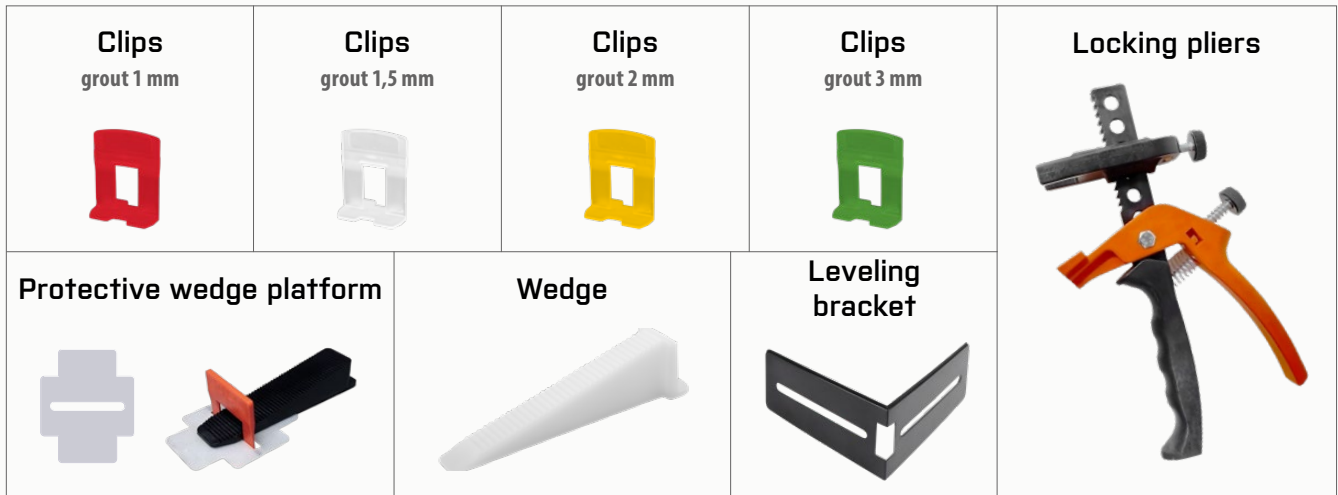 Clips
grout 1 mm
Clips
grout 1,5 mm
Clips
grout 2 mm
Clips
grout 3 mm
Locking pliers
Protective wedge platform
Wedge
Leveling
bracket